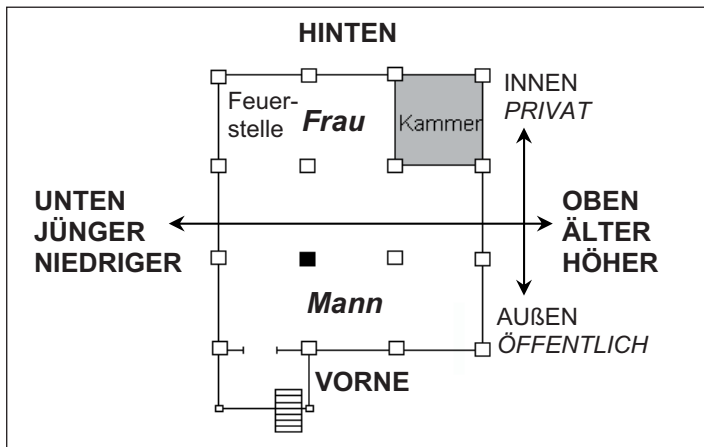 HINTEN
Feuer-
stelle
Frau
Kammer
INNEN
PRIVAT
UNTEN
JÜNGER
NIEDRIGER
OBEN
ÄLTER
HÖHER
Mann
AUßEN
ÖFFENTLICH
VORNE